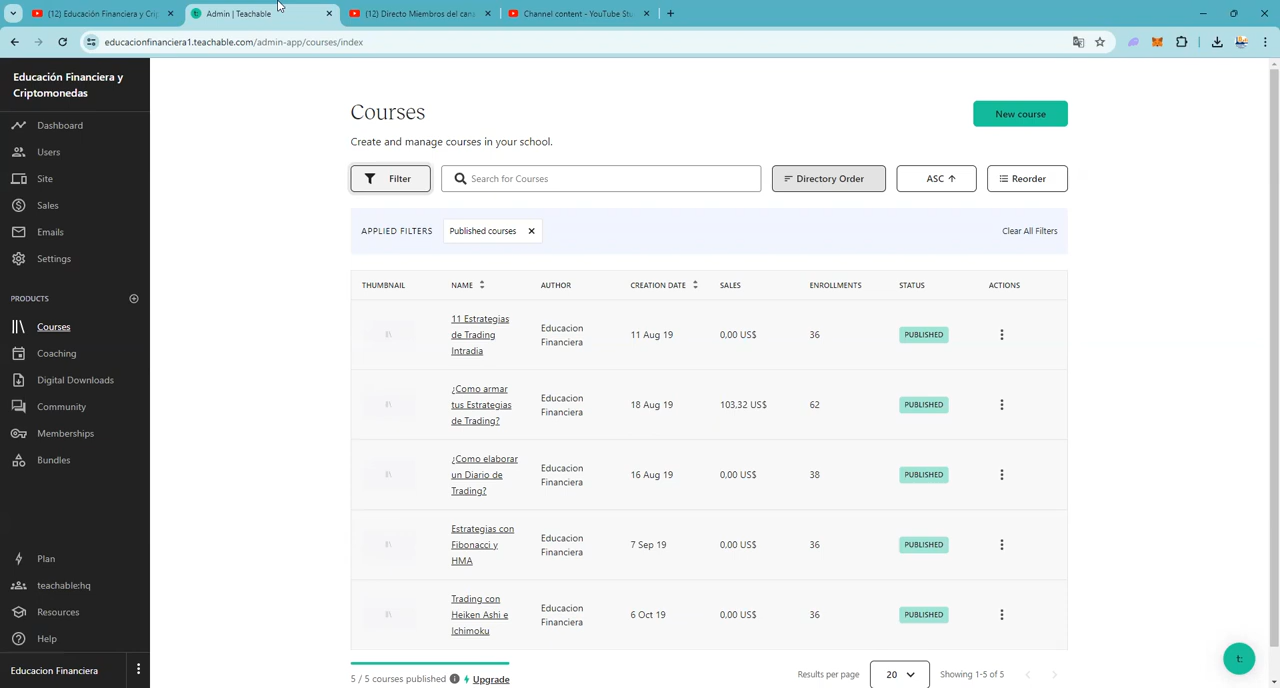 (12) Educación Financiera y Crip
Admin | Teachable
(12) Directo Miembros del cana
Channel content - YouTube Stu
educacionfinanciera1.teachable.com/admin-app/courses/index
Educación Financiera y
Criptomonedas
Dashboard
Users
Site
Sales
Emails
Settings
PRODUCTS
Courses
Coaching
Digital Downloads
Community
Memberships
Bundles
Plan
teachable:hq
Resources
Help
Educacion Financiera
Courses
New course
Create and manage courses in your school.
Filter
Search for Courses
Directory Order
ASC ↑
Reorder
APPLIED FILTERS
Published courses ×
Clear All Filters
THUMBNAIL NAME AUTHOR CREATION DATE SALES ENROLLMENTS STATUS ACTIONS
11 Estrategias
de Trading
Intradia
Educacion
Financiera
11 Aug 19
0,00 US$
36
PUBLISHED
¿Como armar
tus Estrategias
de Trading?
Educacion
Financiera
18 Aug 19
103,32 US$
62
PUBLISHED
¿Como elaborar
un Diario de
Trading?
Educacion
Financiera
16 Aug 19
0,00 US$
38
PUBLISHED
Estrategias con
Fibonacci y
HMA
Educacion
Financiera
7 Sep 19
0,00 US$
36
PUBLISHED
Trading con
Heiken Ashi e
Ichimoku
Educacion
Financiera
6 Oct 19
0,00 US$
36
PUBLISHED
5 / 5 courses published
Upgrade
Results per page
20
Showing 1-5 of 5
t: